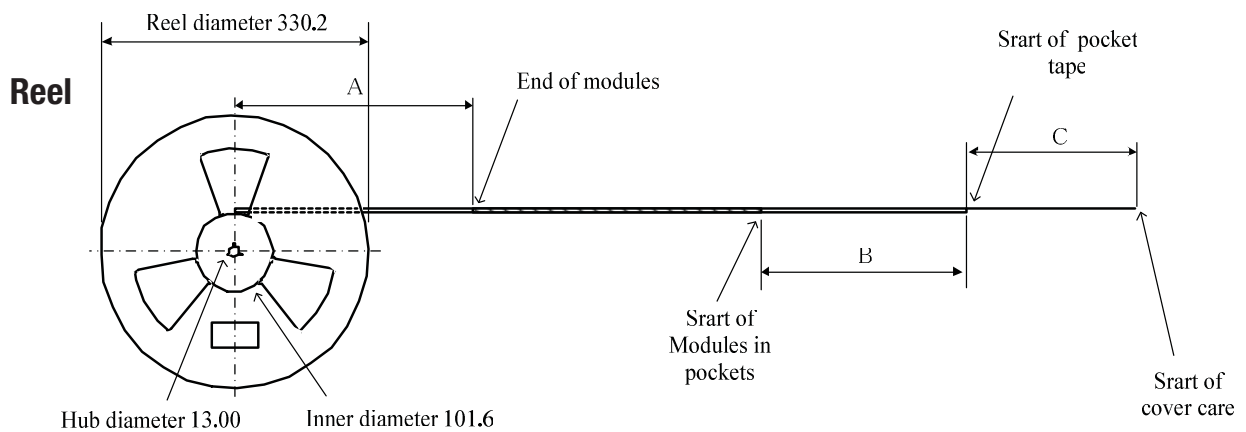 Reel diameter 330.2
Reel
A
End of modules
Srart of pocket
tape
C
B
Srart of
Modules in
pockets
Srart of
cover care
Hub diameter 13.00
Inner diameter 101.6